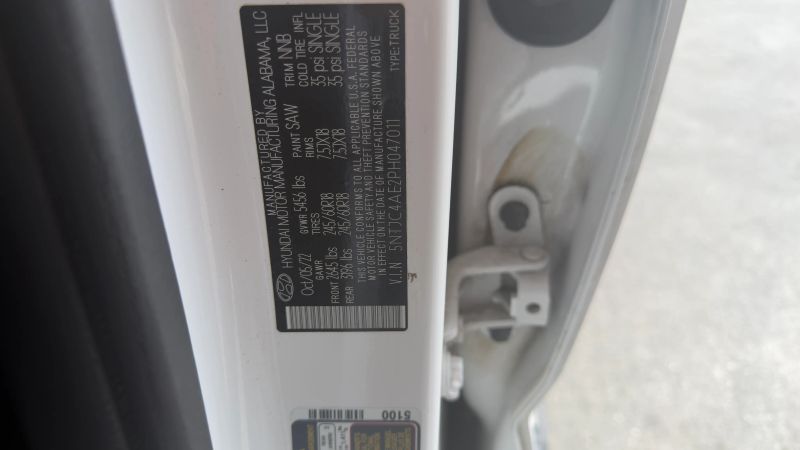 MANUFACTURED BY
HYUNDAI MOTOR MANUFACTURING ALABAMA, LLC
Oct/05/22 GVWR 5456 lbs PAINT SAW TRIM NNB
GAWR TIRES RIMS COLD TIRE INFL
FRONT 2645 lbs 245/60R18 7.5JX18 35 psi SINGLE
REAR 3196 lbs 245/60R18 7.5JX18 35 psi SINGLE
THIS VEHICLE CONFORMS TO ALL APPLICABLE U.S.A. FEDERAL
MOTOR VEHICLE SAFETY AND THEFT PREVENTION STANDARDS
IN EFFECT ON THE DATE OF MANUFACTURE SHOWN ABOVE
V.I.N 5NTJC4AE2PH047011 TYPE:TRUCK
5100